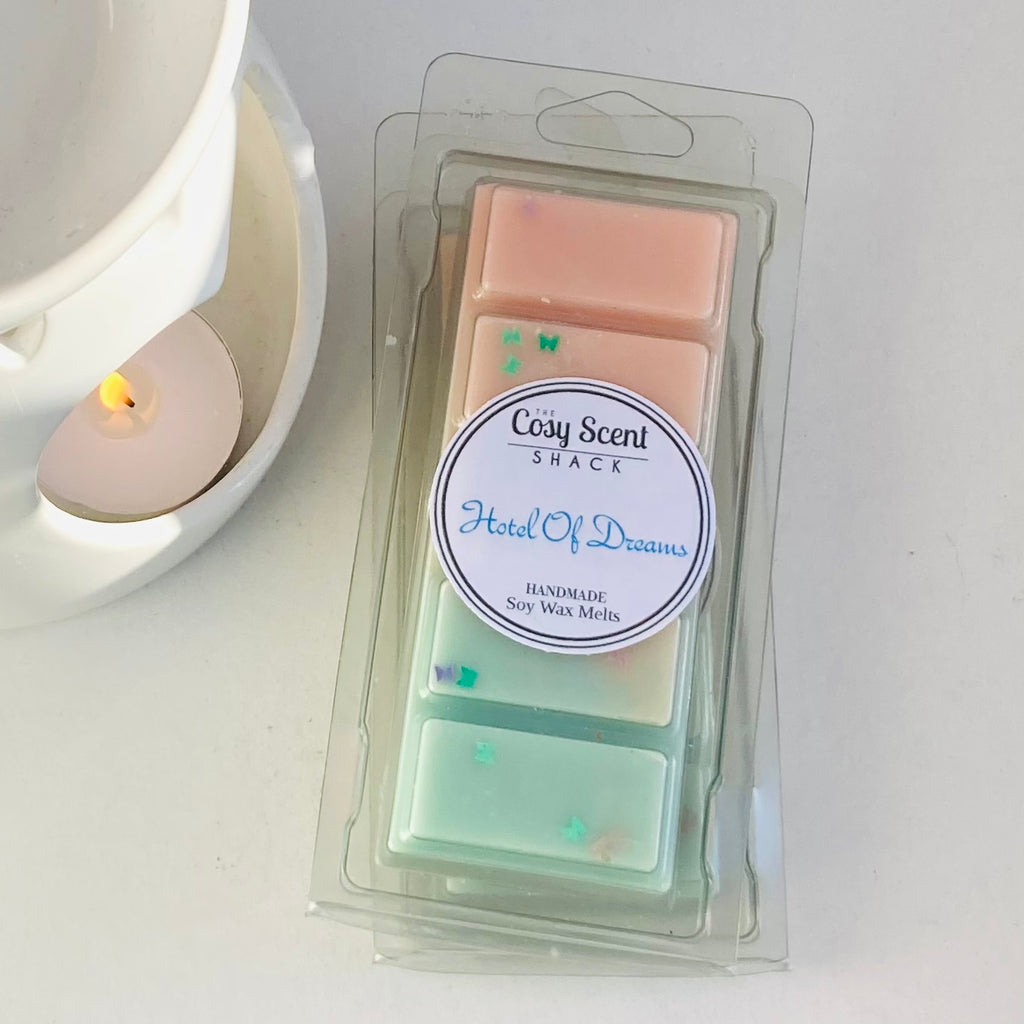 THE
Cosy Scent
SHACK
Hotel Of Dreams
HANDMADE
Soy Wax Melts